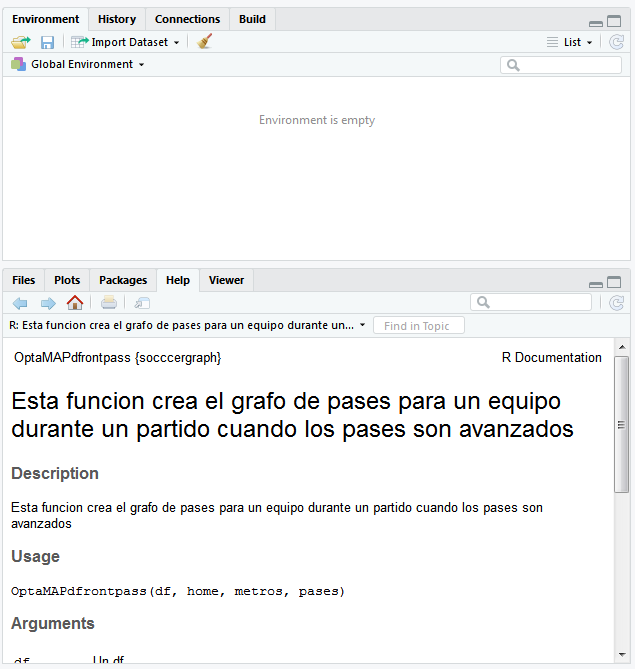 Environment History Connections Build
Import Dataset List
Global Environment
Environment is empty
Files Plots Packages Help Viewer
R: Esta funcion crea el grafo de pases para un equipo durante un... Find in Topic
OptaMAPdfrontpass {socccergraph} R Documentation
Esta funcion crea el grafo de pases para un equipo
durante un partido cuando los pases son avanzados
Description
Esta funcion crea el grafo de pases para un equipo durante un partido cuando los pases son
avanzados
Usage
OptaMAPdfrontpass(df, home, metros, pases)
Arguments
df Un df